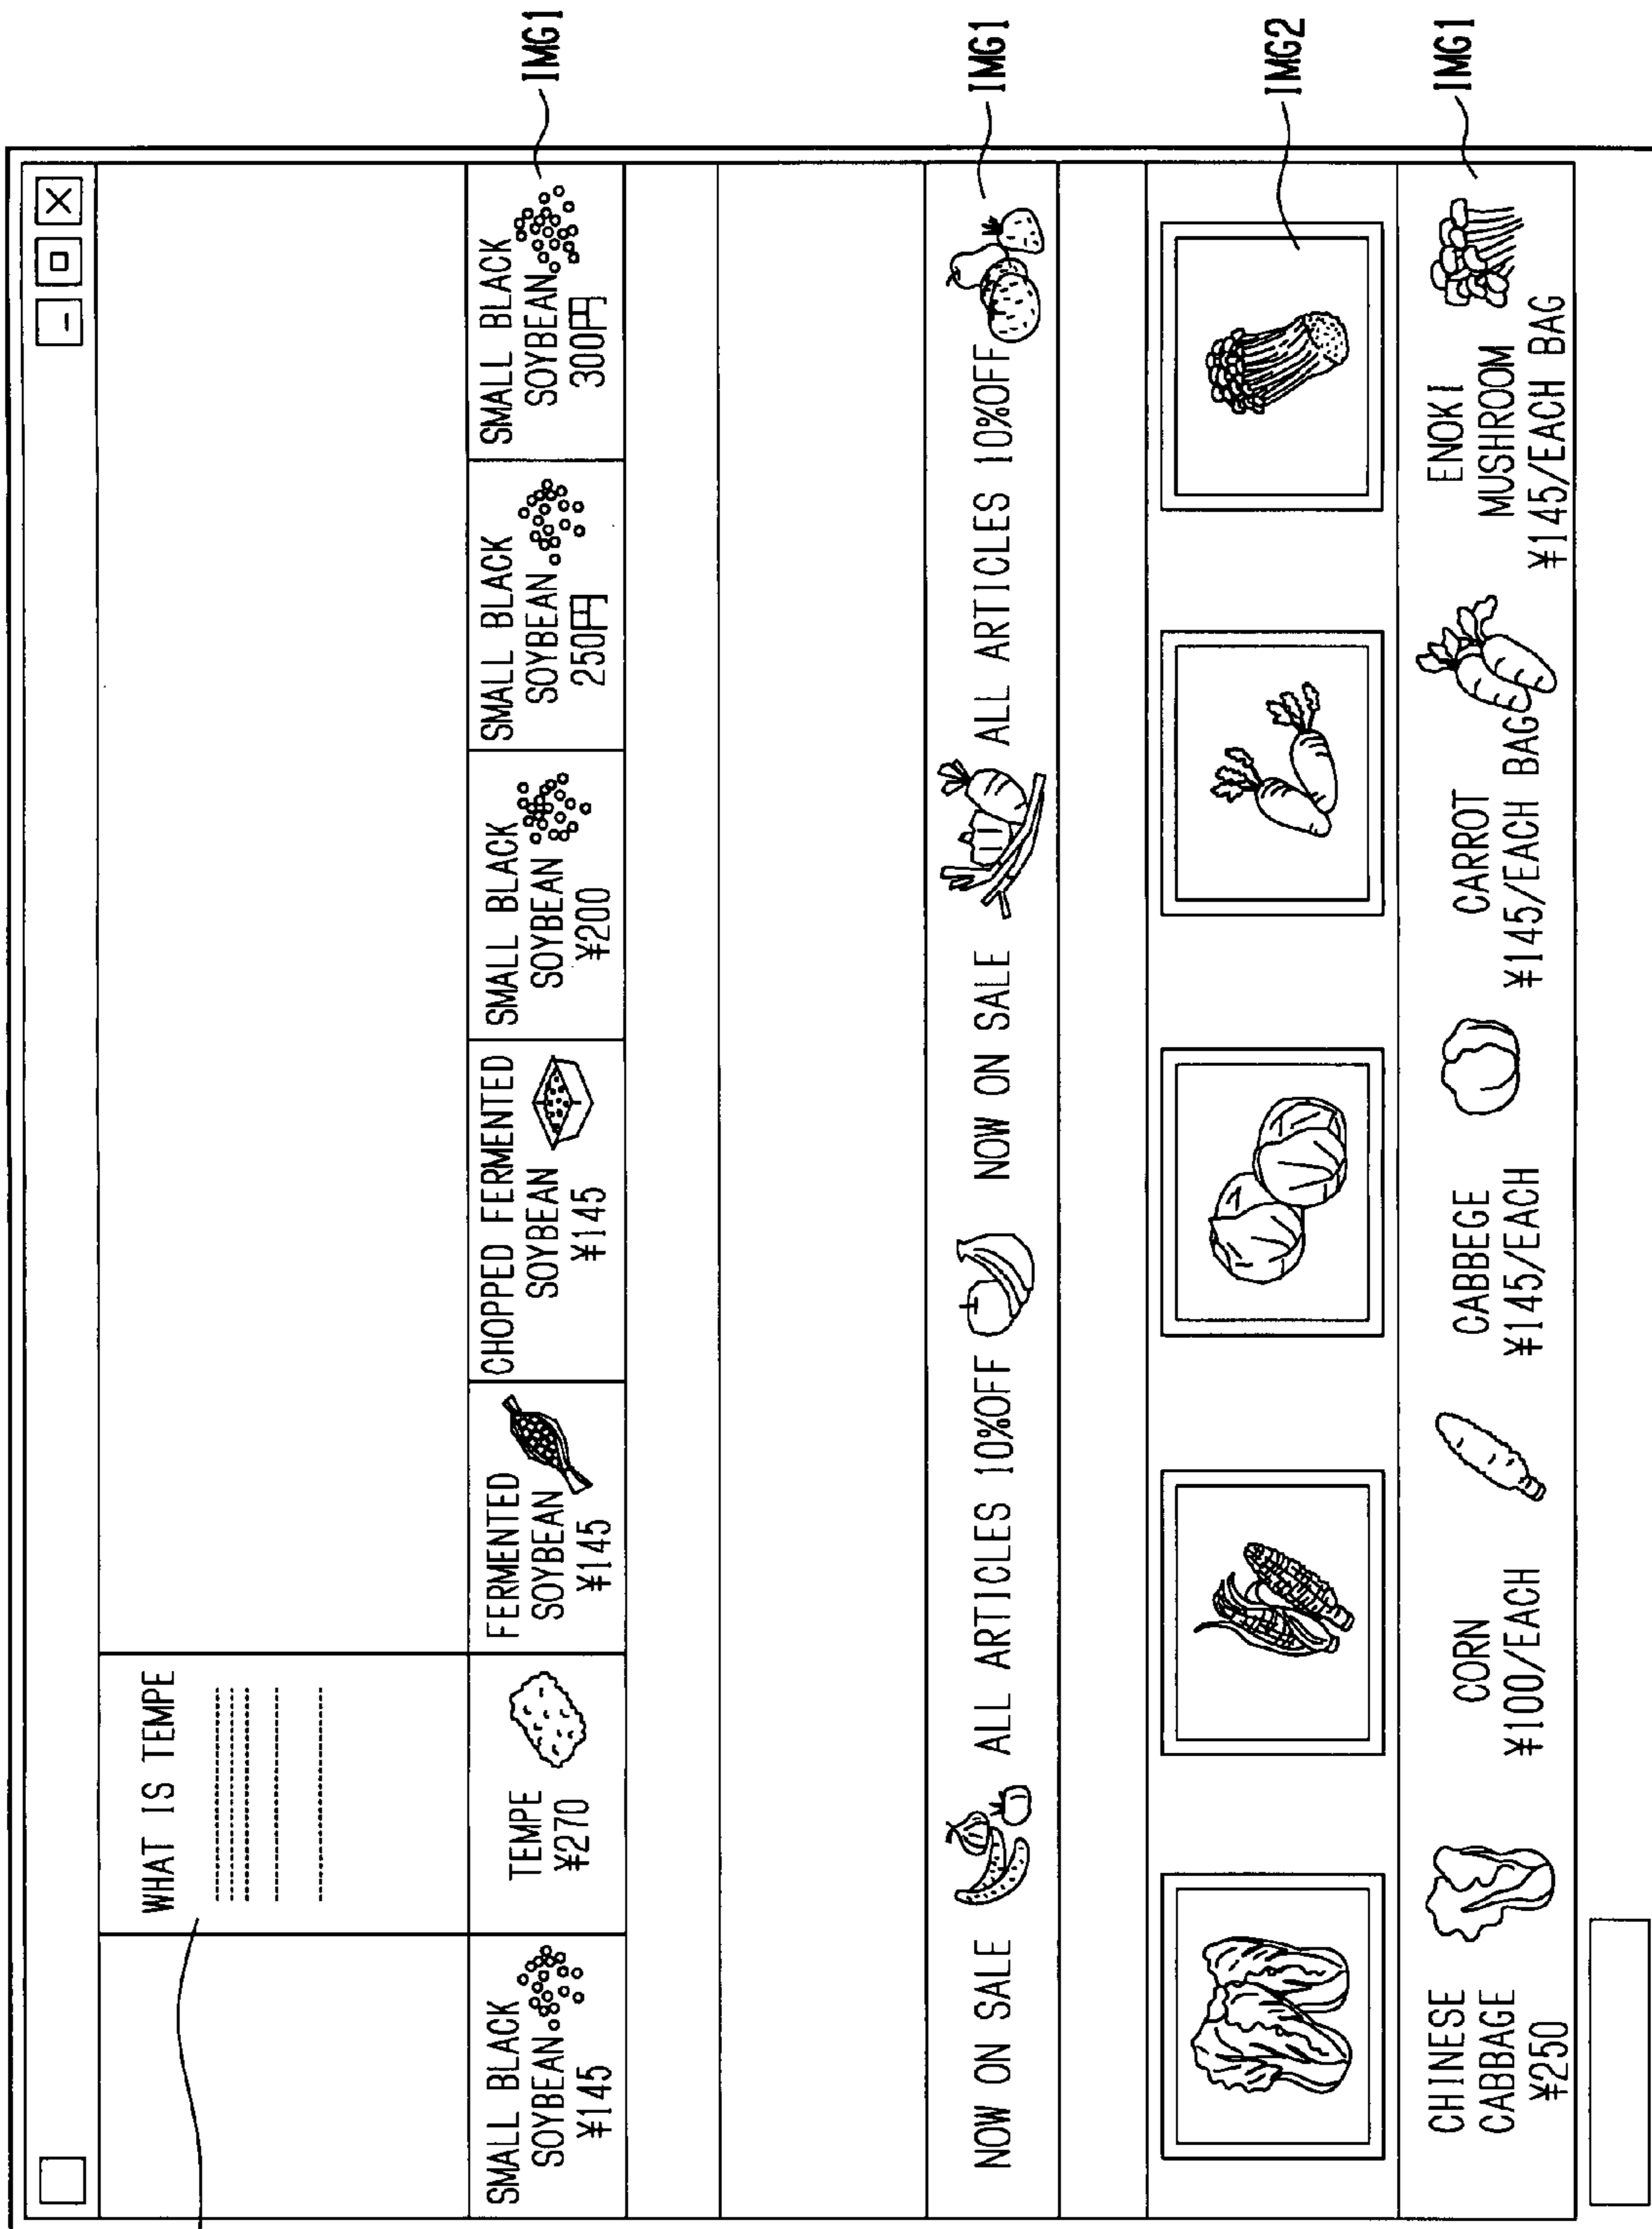 WHAT IS TEMPE
SMALL BLACK
SOYBEAN
¥145
TEMPE
¥270
FERMENTED
SOYBEAN
¥145
CHOPPED FERMENTED
SOYBEAN
¥145
SMALL BLACK
SOYBEAN
¥200
SMALL BLACK
SOYBEAN
250円
SMALL BLACK
SOYBEAN
300円
IMG1
NOW ON SALE ALL ARTICLES 10%OFF NOW ON SALE ALL ARTICLES 10%OFF
IMG1
IMG2
CHINESE
CABBAGE
¥250
CORN
¥100/EACH
CABBEGE
¥145/EACH
CARROT
¥145/EACH BAG
ENOKI
MUSHROOM
¥145/EACH BAG
IMG1